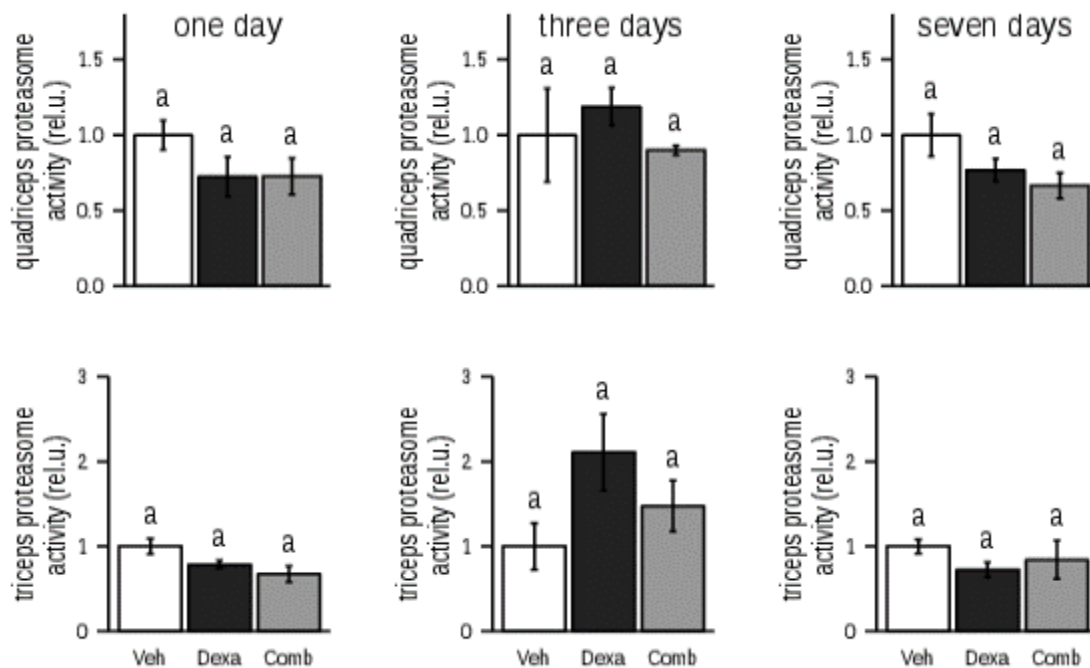 one day
three days
seven days
quadriceps proteasome
activity (rel.u.)
1.5
1.0
0.5
0.0
a
a
a
quadriceps proteasome
activity (rel.u.)
1.5
1.0
0.5
0.0
a
a
a
quadriceps proteasome
activity (rel.u.)
1.5
1.0
0.5
0.0
a
a
a
triceps proteasome
activity (rel.u.)
3
2
1
0
a
a
a
Veh Dexa Comb
triceps proteasome
activity (rel.u.)
3
2
1
0
a
a
a
Veh Dexa Comb
triceps proteasome
activity (rel.u.)
3
2
1
0
a
a
a
Veh Dexa Comb